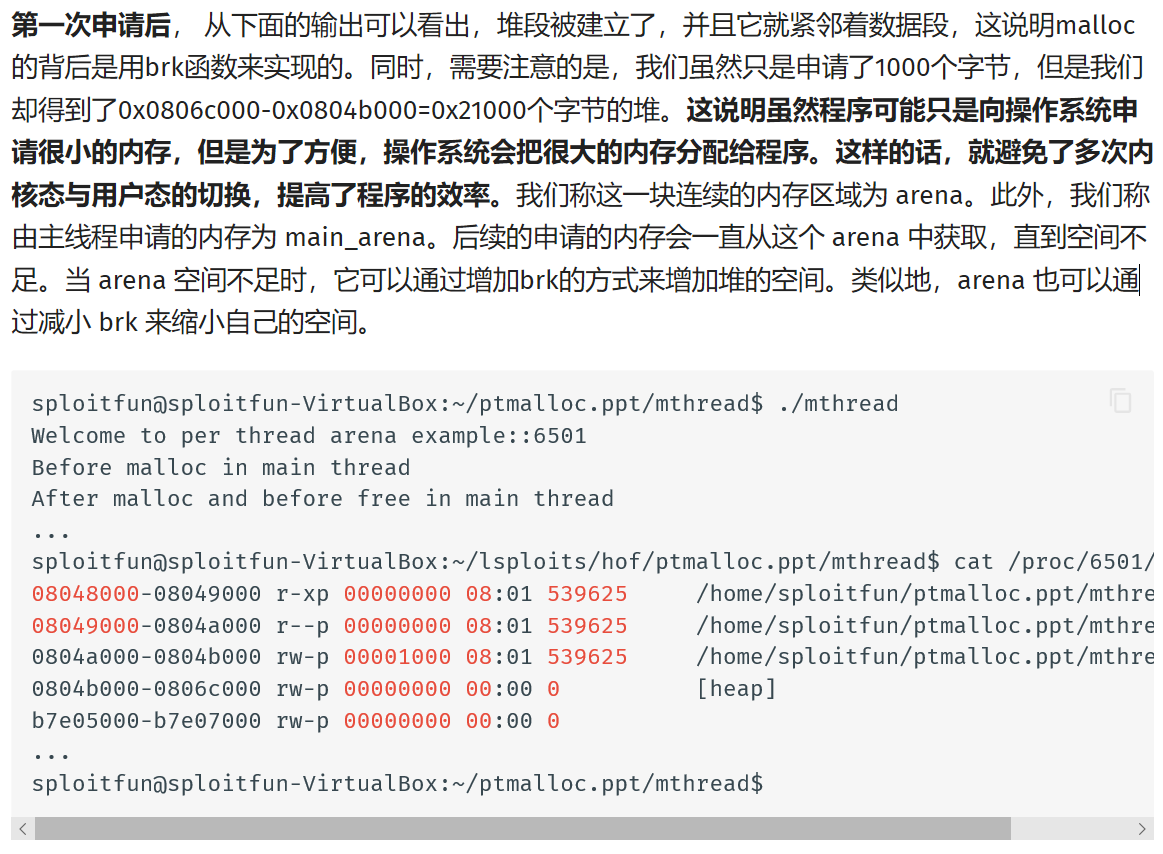 第一次申请后， 从下面的输出可以看出，堆段被建立了，并且它就紧邻着数据段，这说明malloc
的背后是用brk函数来实现的。同时，需要注意的是，我们虽然只是申请了1000个字节，但是我们
却得到了0x0806c000-0x0804b000=0x21000个字节的堆。这说明虽然程序可能只是向操作系统申
请很小的内存，但是为了方便，操作系统会把很大的内存分配给程序。这样的话，就避免了多次内
核态与用户态的切换，提高了程序的效率。我们称这一块连续的内存区域为 arena。此外，我们称
由主线程申请的内存为 main_arena。后续的申请的内存会一直从这个 arena 中获取，直到空间不
足。当 arena 空间不足时，它可以通过增加brk的方式来增加堆的空间。类似地，arena 也可以通
过减小 brk 来缩小自己的空间。
sploitfun@sploitfun-VirtualBox:~/ptmalloc.ppt/mthread$ ./mthread
Welcome to per thread arena example::6501
Before malloc in main thread
After malloc and before free in main thread
...
sploitfun@sploitfun-VirtualBox:~/lsploits/hof/ptmalloc.ppt/mthread$ cat /proc/6501/
08048000-08049000 r-xp 00000000 08:01 539625     /home/sploitfun/ptmalloc.ppt/mthre
08049000-0804a000 r--p 00000000 08:01 539625     /home/sploitfun/ptmalloc.ppt/mthre
0804a000-0804b000 rw-p 00001000 08:01 539625     /home/sploitfun/ptmalloc.ppt/mthre
0804b000-0806c000 rw-p 00000000 00:00 0          [heap]
b7e05000-b7e07000 rw-p 00000000 00:00 0
...
sploitfun@sploitfun-VirtualBox:~/ptmalloc.ppt/mthread$